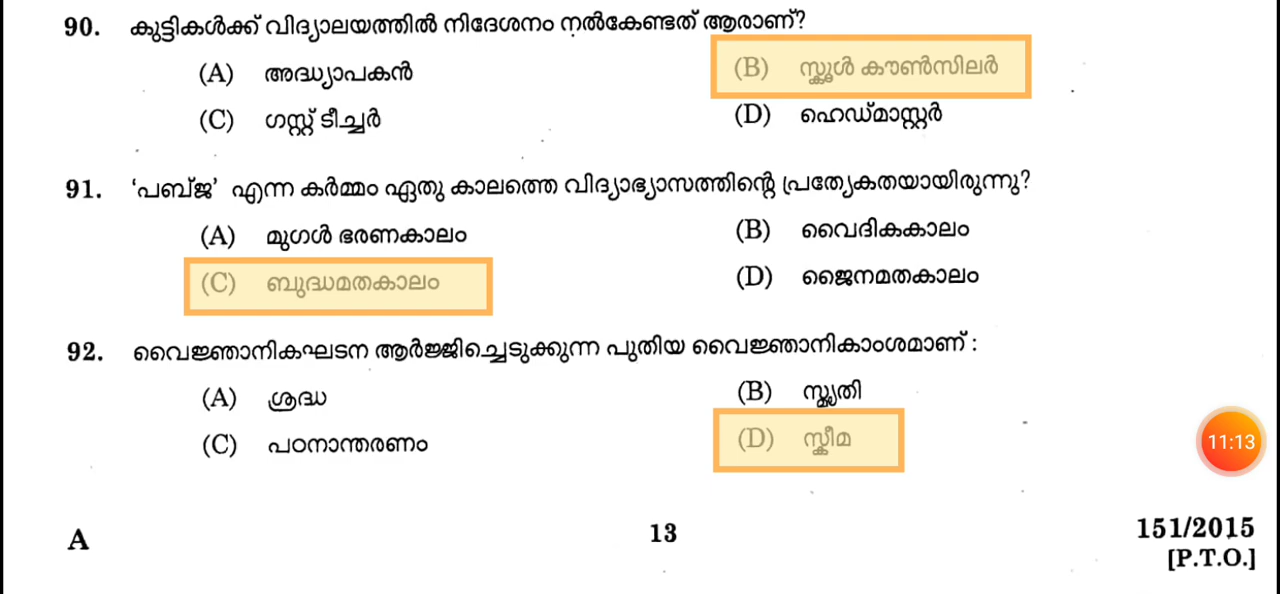 90. കുട്ടികൾക്ക് വിദ്യാലയത്തിൽ നിദേശനം നൽകേണ്ടത് ആരാണ്?
(A) അദ്ധ്യാപകൻ (B) സ്കൂൾ കൗൺസിലർ
(C) ഗസ്റ്റ് ടീച്ചർ (D) ഹെഡ്മാസ്റ്റർ
91. ‘പബ്ജ’ എന്ന കർമ്മം ഏതു കാലത്തെ വിദ്യാഭ്യാസത്തിന്റെ പ്രത്യേകതയായിരുന്നു?
(A) മുഗൾ ഭരണകാലം (B) വൈദികകാലം
(C) ബുദ്ധമതകാലം (D) ജൈനമതകാലം
92. വൈജ്ഞാനികഘടന ആർജ്ജിച്ചെടുക്കുന്ന പുതിയ വൈജ്ഞാനികാംശമാണ് :
(A) ശ്രദ്ധ (B) സ്മൃതി
(C) പഠനാന്തരണം (D) സ്കീമ
11:13
A 13 151/2015
[P.T.O.]